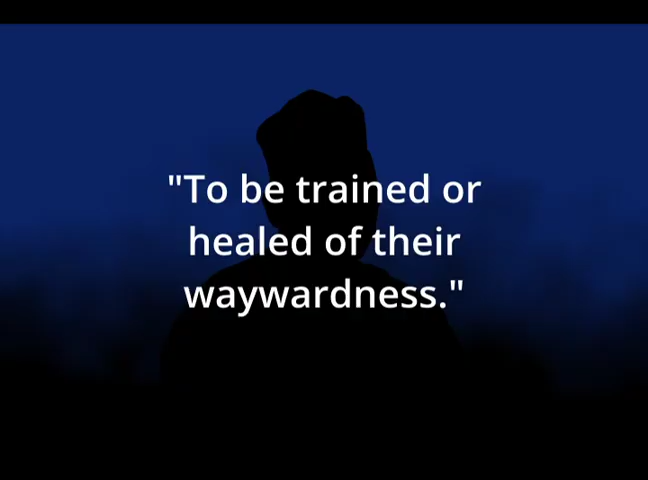 "To be trained or
healed of their
waywardness."